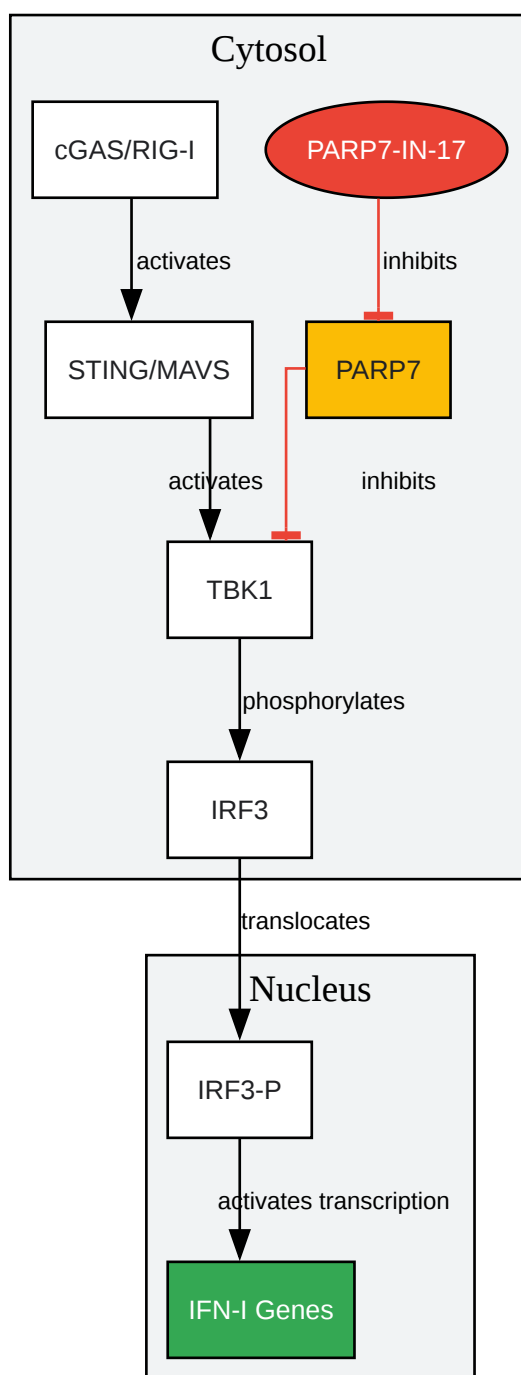 Cytosol
cGAS/RIG-I
PARP7-IN-17
activates
inhibits
STING/MAVS
PARP7
activates
inhibits
TBK1
phosphorylates
IRF3
translocates
Nucleus
IRF3-P
activates transcription
IFN-I Genes